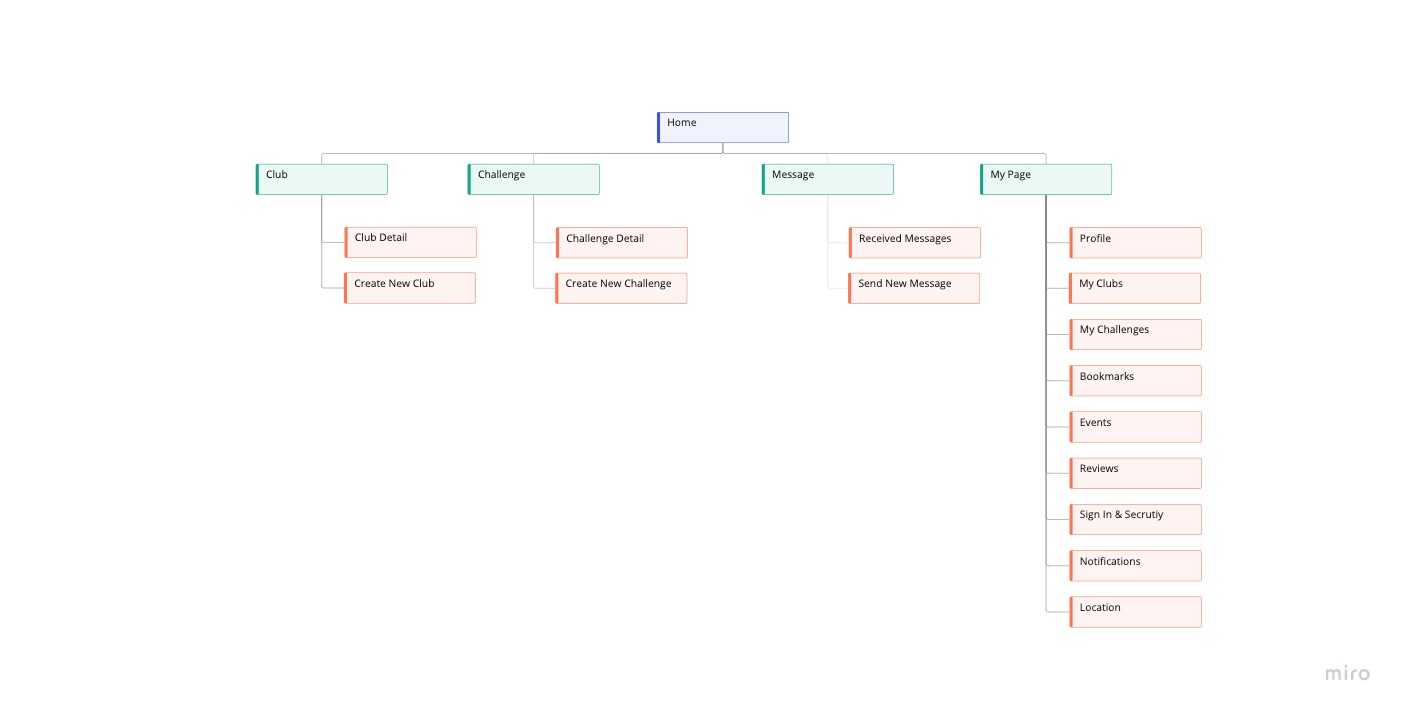 Home
Club
Challenge
Message
My Page
Club Detail
Create New Club
Challenge Detail
Create New Challenge
Received Messages
Send New Message
Profile
My Clubs
My Challenges
Bookmarks
Events
Reviews
Sign In & Secrutiy
Notifications
Location
miro